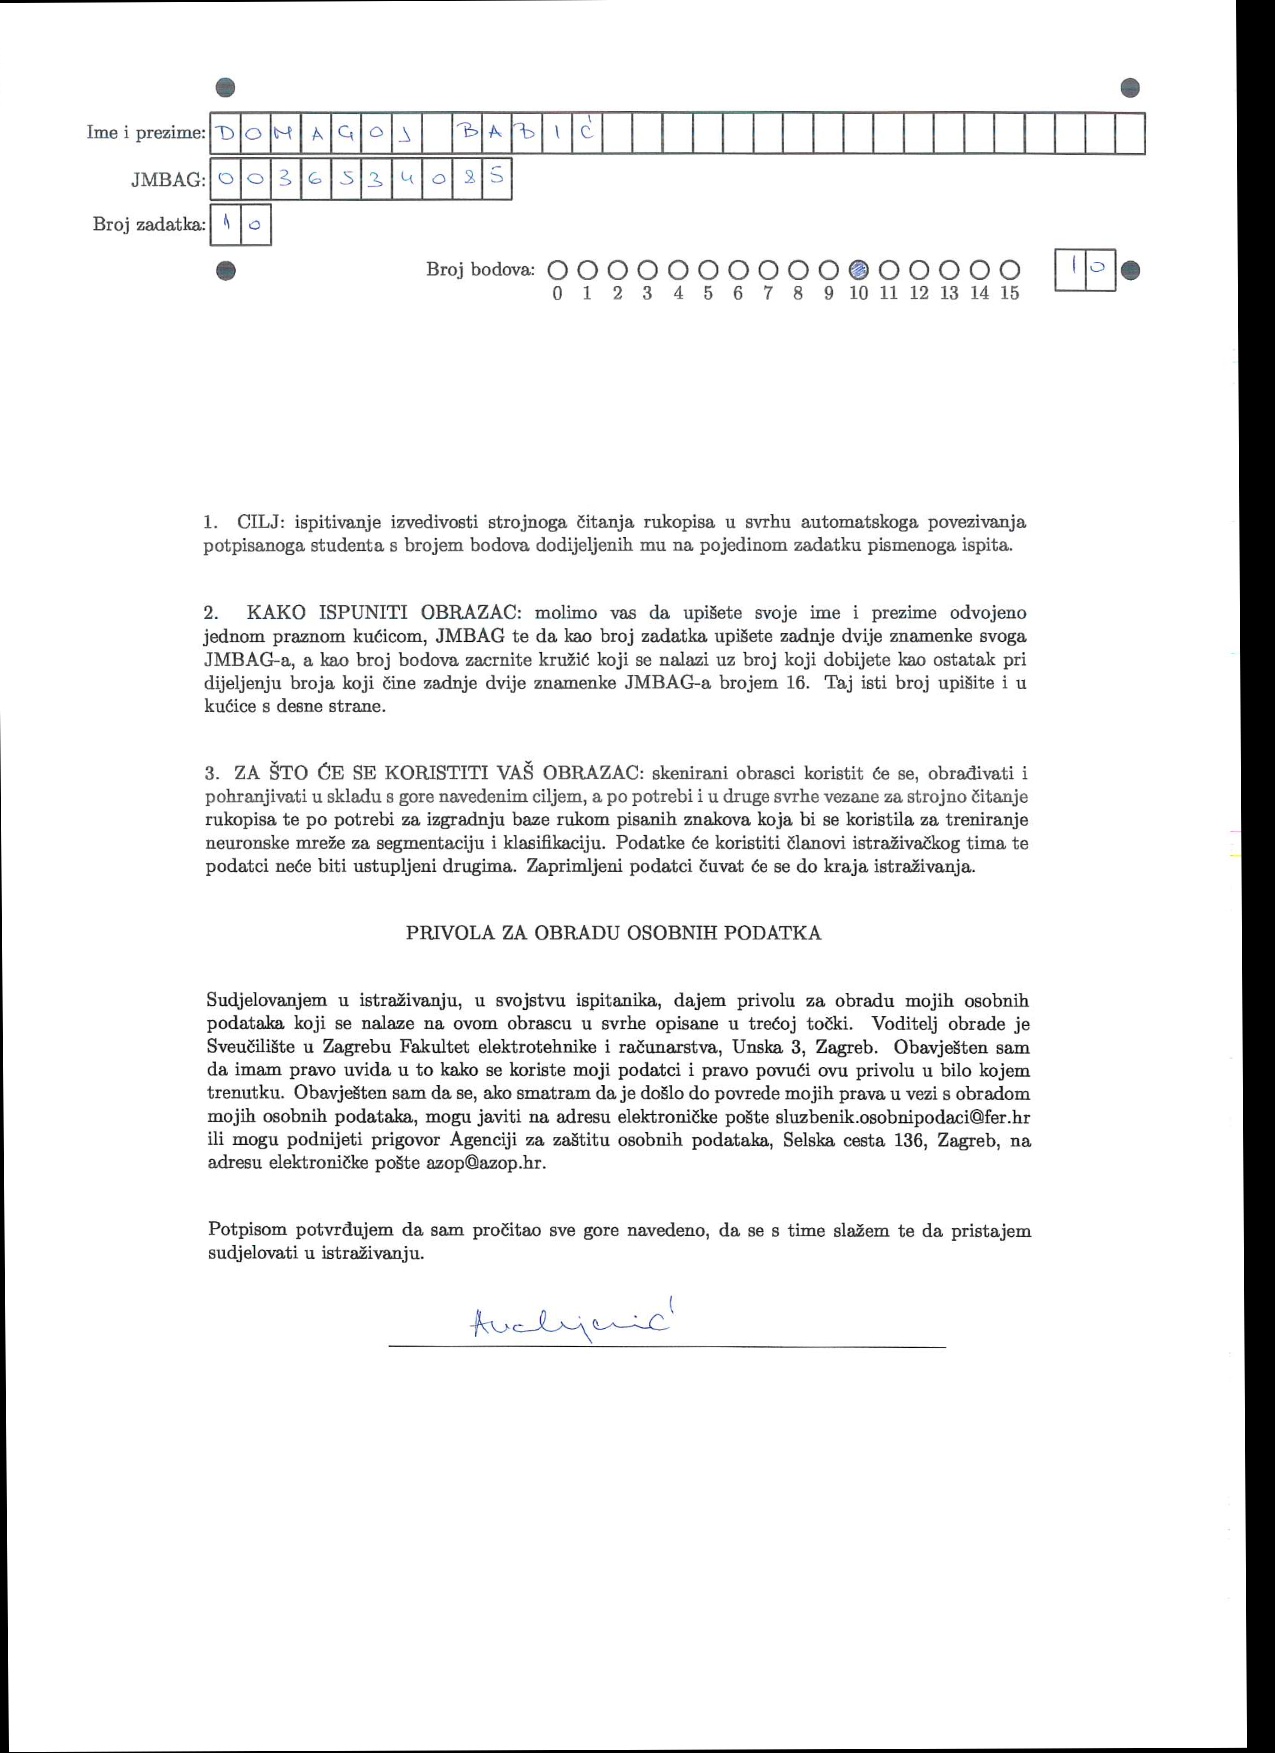 Ime i prezime: DOMAGOJ BABIĆ
JMBAG: 0036534085
Broj zadatka: 10
Broj bodova: 10
0 1 2 3 4 5 6 7 8 9 10 11 12 13 14 15
1. CILJ: ispitivanje izvedivosti strojnoga čitanja rukopisa u svrhu automatskoga povezivanja
potpisanoga studenta s brojem bodova dodijeljenih mu na pojedinom zadatku pismenoga ispita.
2. KAKO ISPUNITI OBRAZAC: molimo vas da upišete svoje ime i prezime odvojeno
jednom praznom kućicom, JMBAG te da kao broj zadatka upišete zadnje dvije znamenke svoga
JMBAG-a, a kao broj bodova zacrnite kružić koji se nalazi uz broj koji dobijete kao ostatak pri
dijeljenju broja koji čine zadnje dvije znamenke JMBAG-a brojem 16. Taj isti broj upišite i u
kućice s desne strane.
3. ZA ŠTO ĆE SE KORISTITI VAŠ OBRAZAC: skenirani obrasci koristit će se, obrađivati i
pohranjivati u skladu s gore navedenim ciljem, a po potrebi i u druge svrhe vezane za strojno čitanje
rukopisa te po potrebi za izgradnju baze rukom pisanih znakova koja bi se koristila za treniranje
neuronske mreže za segmentaciju i klasifikaciju. Podatke će koristiti članovi istraživačkog tima te
podatci neće biti ustupljeni drugima. Zaprimljeni podatci čuvat će se do kraja istraživanja.
PRIVOLA ZA OBRADU OSOBNIH PODATKA
Sudjelovanjem u istraživanju, u svojstvu ispitanika, dajem privolu za obradu mojih osobnih
podataka koji se nalaze na ovom obrascu u svrhe opisane u trećoj točki. Voditelj obrade je
Sveučilište u Zagrebu Fakultet elektrotehnike i računarstva, Unska 3, Zagreb. Obavješten sam
da imam pravo uvida u to kako se koriste moji podatci i pravo povući ovu privolu u bilo kojem
trenutku. Obavješten sam da se, ako smatram da je došlo do povrede mojih prava u vezi s obradom
mojih osobnih podataka, mogu javiti na adresu elektroničke pošte sluzbenik.osobnipodaci@fer.hr
ili mogu podnijeti prigovor Agenciji za zaštitu osobnih podataka, Selska cesta 136, Zagreb, na
adresu elektroničke pošte azop@azop.hr.
Potpisom potvrđujem da sam pročitao sve gore navedeno, da se s time slažem te da pristajem
sudjelovati u istraživanju.